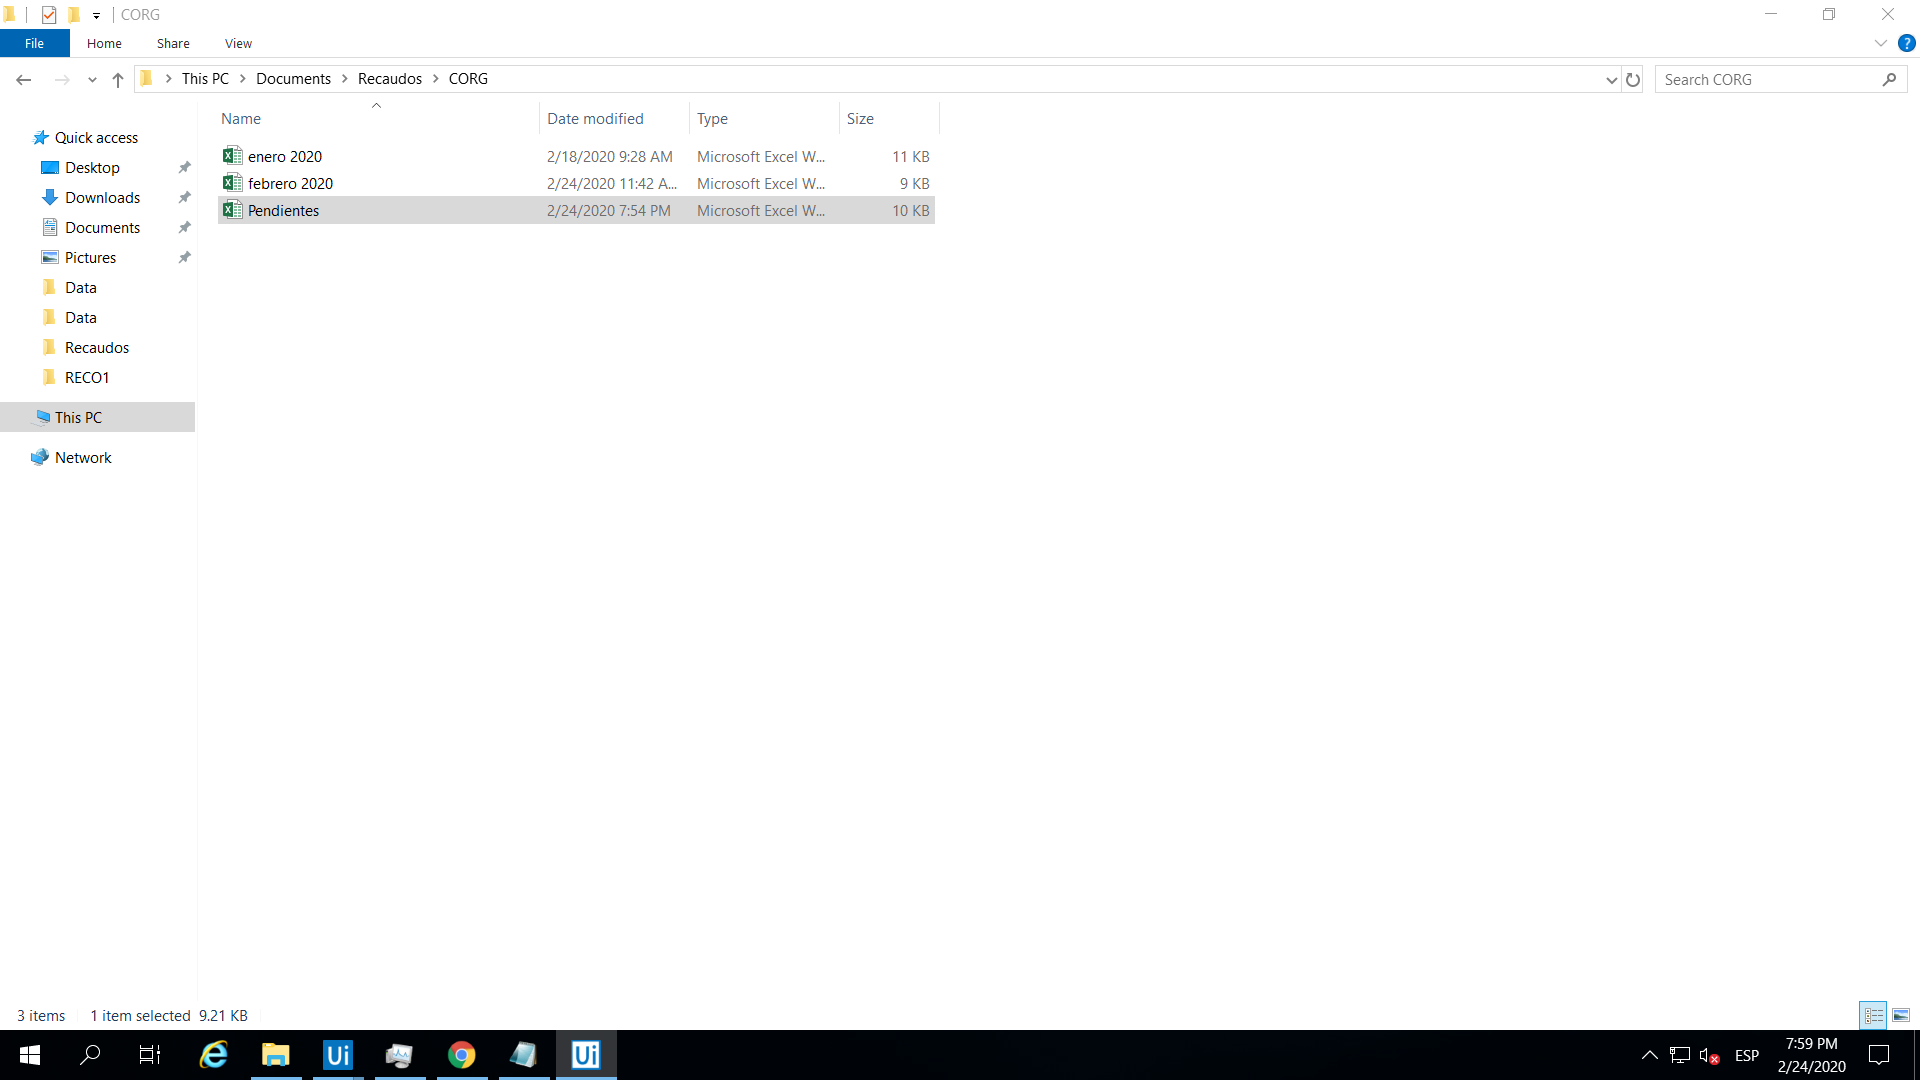 CORG
File Home Share View
This PC Documents Recaudos CORG
Search CORG
Name Date modified Type Size
Quick access
Desktop
Downloads
Documents
Pictures
Data
Data
Recaudos
RECO1
This PC
Network
enero 2020 2/18/2020 9:28 AM Microsoft Excel W... 11 KB
febrero 2020 2/24/2020 11:42 A... Microsoft Excel W... 9 KB
Pendientes 2/24/2020 7:54 PM Microsoft Excel W... 10 KB
3 items 1 item selected 9.21 KB
Ui
Ui
ESP
7:59 PM
2/24/2020